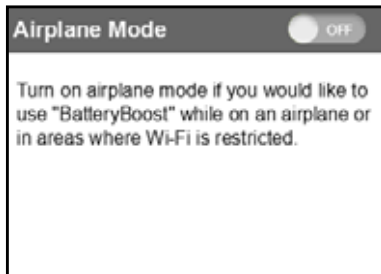 Airplane Mode OFF
Turn on airplane mode if you would like to
use "BatteryBoost" while on an airplane or
in areas where Wi-Fi is restricted.